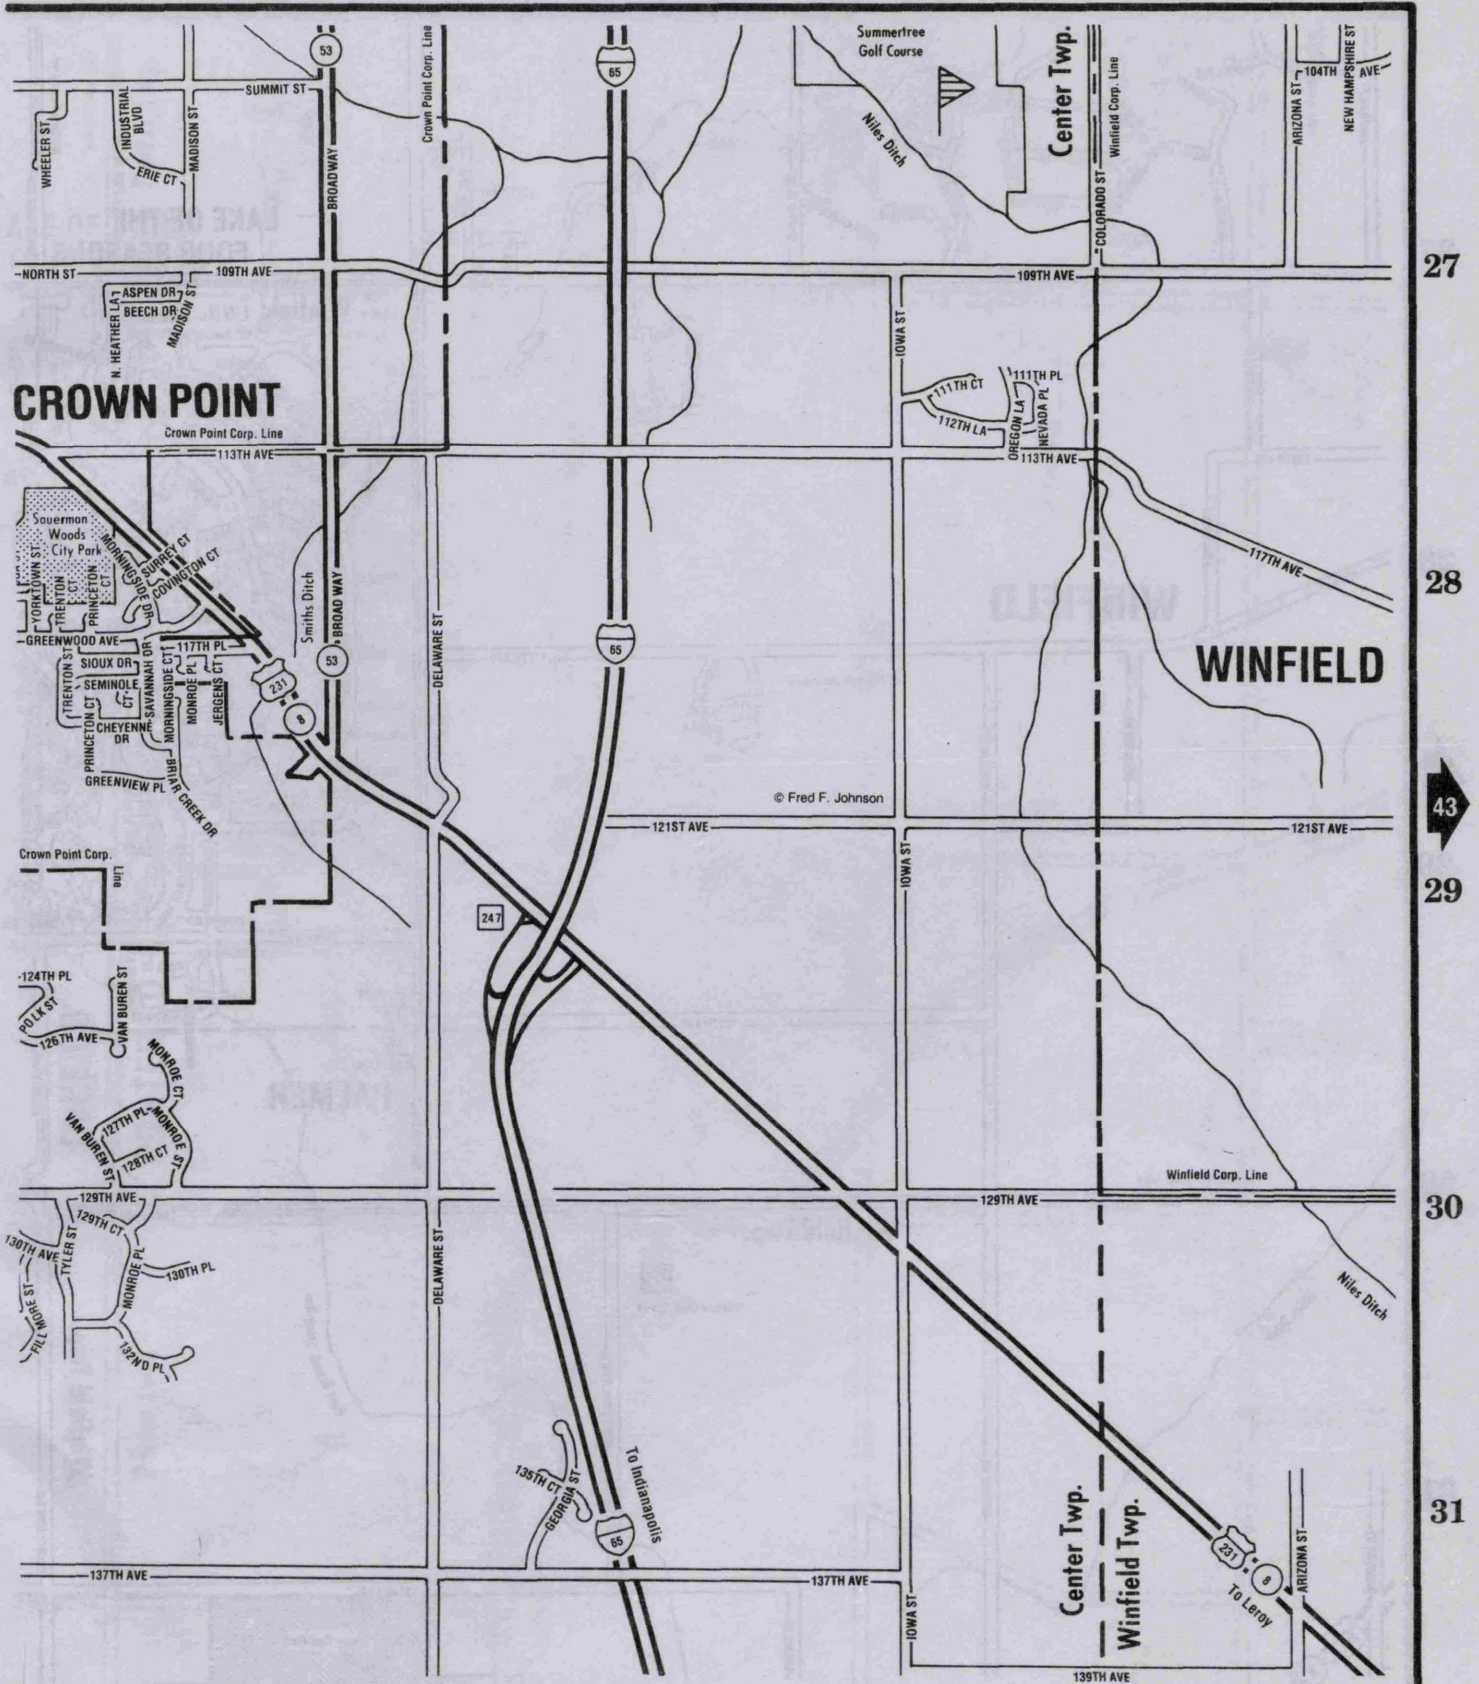 53
65
Crown Point Corp. Line
Summertree
Golf Course
Center Twp.
Winfield Corp. Line
ARIZONA ST
104TH AVE
NEW HAMPSHIRE ST
SUMMIT ST
WHEELER ST
INDUSTRIAL
BLVD
MADISON ST
ERIE CT
BROADWAY
Niles Ditch
COLORADO ST
NORTH ST
109TH AVE
109TH AVE
27
ASPEN DR
BEECH DR
N. HEATHER LA
MADISON ST
IOWA ST
111TH CT
111TH PL
112TH LA
OREGON LA
NEVADA PL
CROWN POINT
Crown Point Corp. Line
113TH AVE
113TH AVE
117TH AVE
Sauerman
Woods
City Park
YORKTOWN ST
TRENTON
CT
PRINCETON
CT
MORNINGSIDE DR
SURREY CT
COVINGTON CT
Smiths Ditch
BROAD WAY
DELAWARE ST
28
GREENWOOD AVE
117TH PL
SIOUX DR
SEMINOLE
CT
TRENTON ST
SAVANNAH DR
MORNINGSIDE CT
MONROE PL
JERGENS CT
PRINCETON CT
CHEYENNE
DR
GREENVIEW PL
BRIAR CREEK DR
231
8
53
65
WINFIELD
© Fred F. Johnson
43
121ST AVE
121ST AVE
IOWA ST
Crown Point Corp.
Line
29
247
124TH PL
POLK ST
126TH AVE
VAN BUREN ST
MONROE CT
127TH PL
MONROE ST
VAN BUREN ST
128TH CT
Winfield Corp. Line
129TH AVE
129TH AVE
30
129TH CT
130TH AVE
TYLER ST
MONROE PL
130TH PL
FILLMORE ST
132ND PL
DELAWARE ST
Niles Ditch
135TH CT
GEORGIA ST
To Indianapolis
65
Center Twp.
Winfield Twp.
31
231
8
To Leroy
ARIZONA ST
137TH AVE
137TH AVE
IOWA ST
139TH AVE